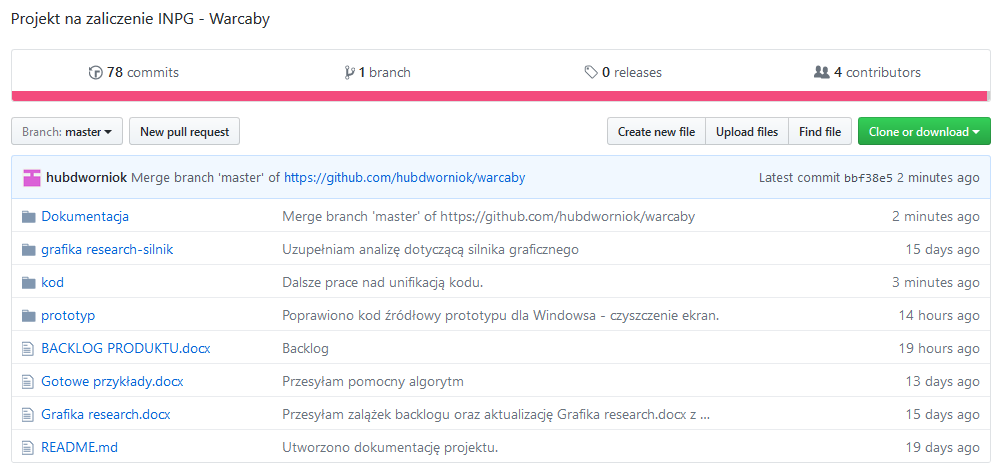 Projekt na zaliczenie INPG - Warcaby
78 commits 1 branch 0 releases 4 contributors
Branch: master New pull request Create new file Upload files Find file Clone or download
hubdworniok Merge branch 'master' of https://github.com/hubdworniok/warcaby Latest commit bbf38e5 2 minutes ago
Dokumentacja Merge branch 'master' of https://github.com/hubdworniok/warcaby 2 minutes ago
grafika research-silnik Uzupełniam analizę dotyczącą silnika graficznego 15 days ago
kod Dalsze prace nad unifikacją kodu. 3 minutes ago
prototyp Poprawiono kod źródłowy prototypu dla Windowsa - czyszczenie ekran. 14 hours ago
BACKLOG PRODUKTU.docx Backlog 19 hours ago
Gotowe przykłady.docx Przesyłam pomocny algorytm 13 days ago
Grafika research.docx Przesyłam zalążek backlogu oraz aktualizację Grafika research.docx z ... 15 days ago
README.md Utworzono dokumentację projektu. 19 days ago